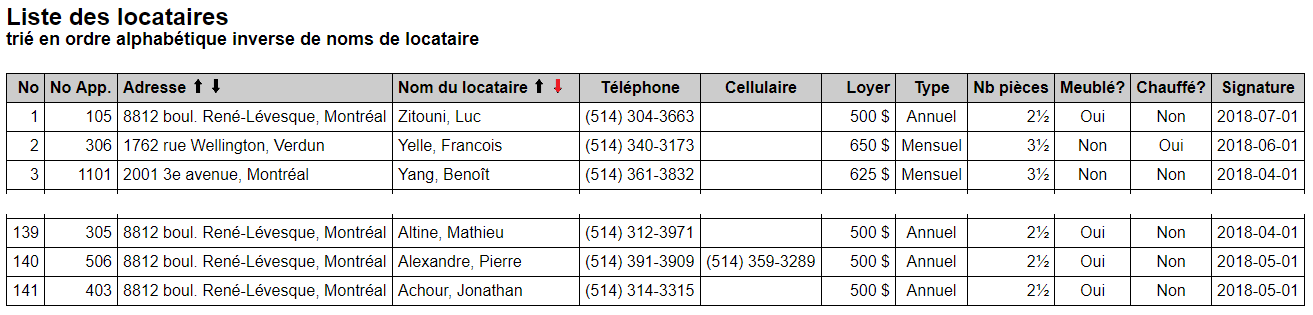 Liste des locataires
trié en ordre alphabétique inverse de noms de locataire
No No App. Adresse ⬆ ⬇ Nom du locataire ⬆ ⬇ Téléphone Cellulaire Loyer Type Nb pièces Meublé? Chauffé? Signature
1 105 8812 boul. René-Lévesque, Montréal Zitouni, Luc (514) 304-3663 500 $ Annuel 2½ Oui Non 2018-07-01
2 306 1762 rue Wellington, Verdun Yelle, Francois (514) 340-3173 650 $ Mensuel 3½ Non Oui 2018-06-01
3 1101 2001 3e avenue, Montréal Yang, Benoît (514) 361-3832 625 $ Mensuel 3½ Non Non 2018-04-01
139 305 8812 boul. René-Lévesque, Montréal Altine, Mathieu (514) 312-3971 500 $ Annuel 2½ Oui Non 2018-04-01
140 506 8812 boul. René-Lévesque, Montréal Alexandre, Pierre (514) 391-3909 (514) 359-3289 500 $ Annuel 2½ Oui Non 2018-05-01
141 403 8812 boul. René-Lévesque, Montréal Achour, Jonathan (514) 314-3315 500 $ Annuel 2½ Oui Non 2018-05-01